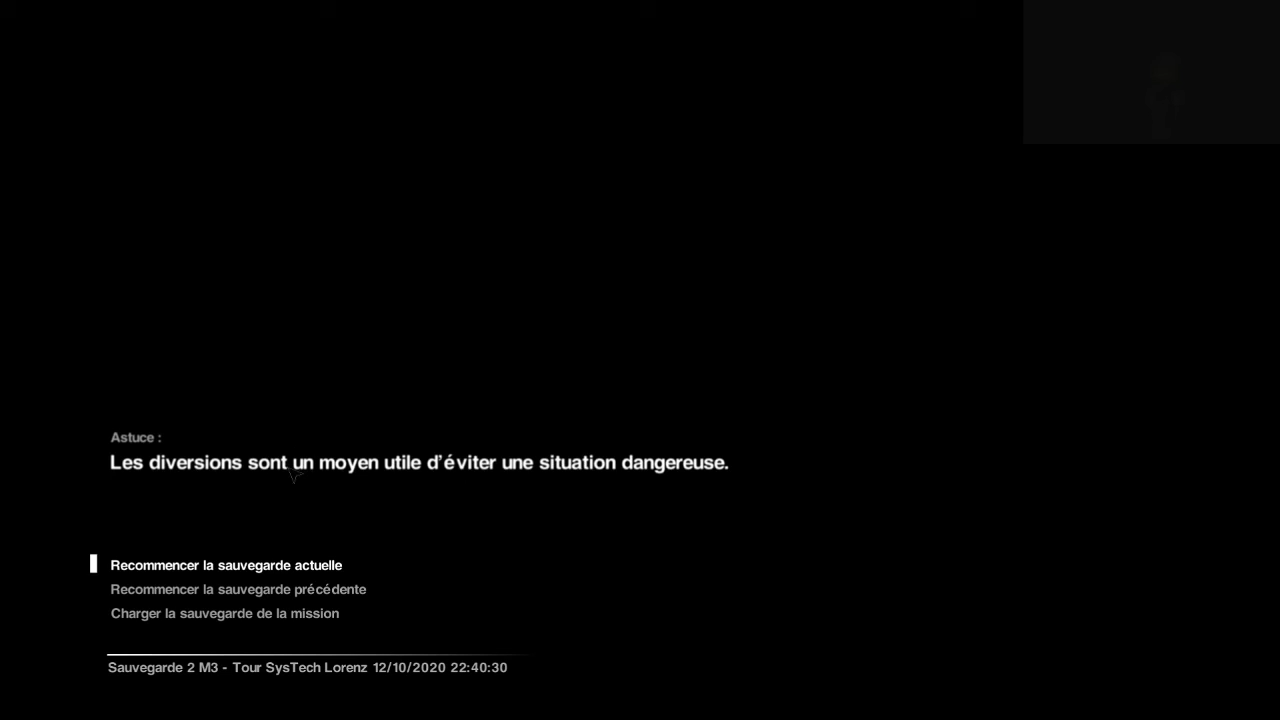 Astuce :
Les diversions sont un moyen utile d’éviter une situation dangereuse.
Recommencer la sauvegarde actuelle
Recommencer la sauvegarde précédente
Charger la sauvegarde de la mission
Sauvegarde 2 M3 - Tour SysTech Lorenz 12/10/2020 22:40:30